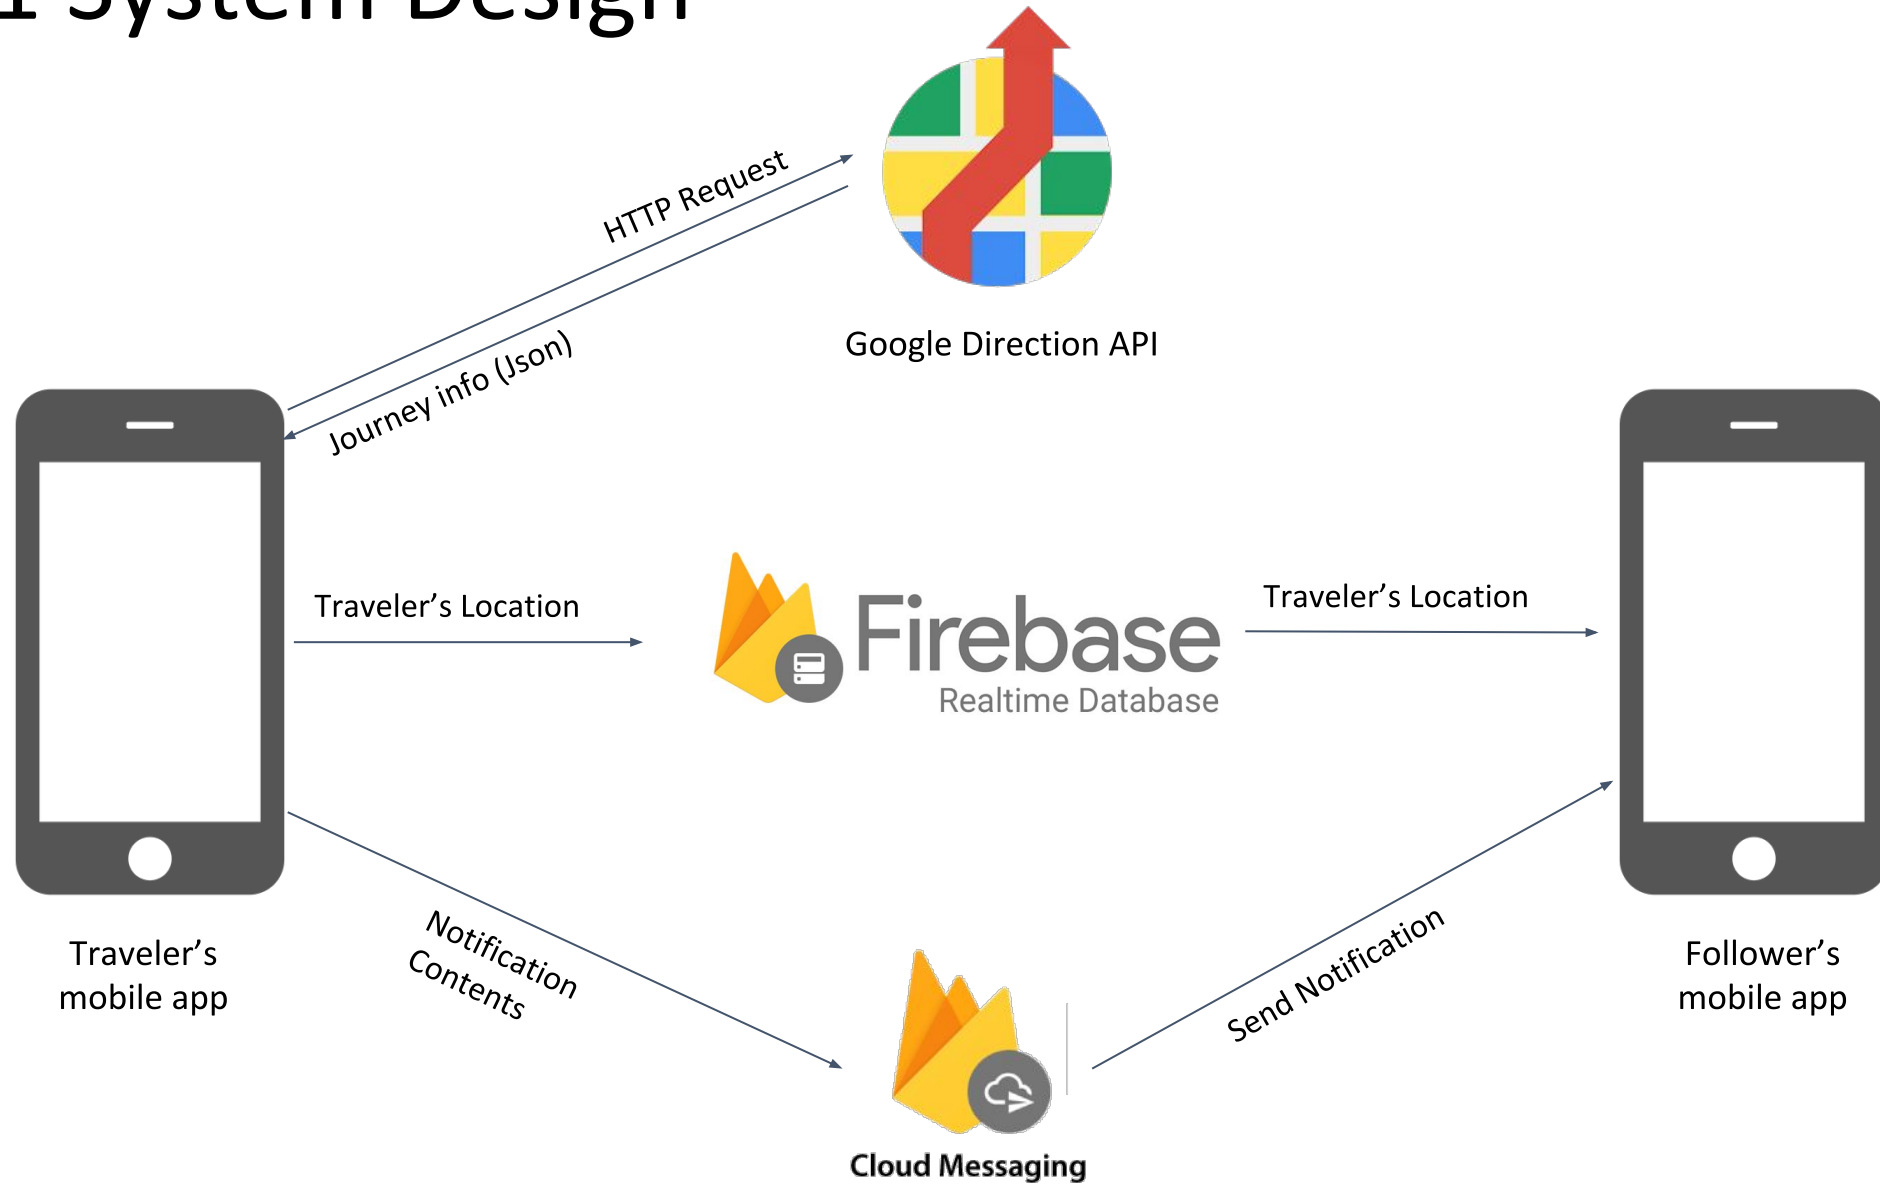 1 System Design
HTTP Request
Journey info (Json)
Google Direction API
Traveler’s Location
Firebase
Realtime Database
Traveler’s Location
Notification
Contents
Send Notification
Traveler’s
mobile app
Follower’s
mobile app
Cloud Messaging